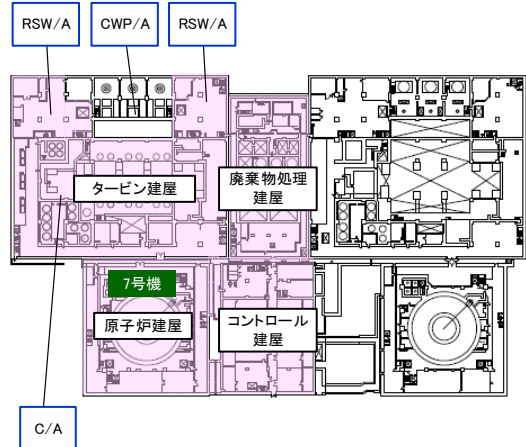 RSW/A
CWP/A
RSW/A
タービン建屋
廃棄物処理
建屋
7号機
原子炉建屋
コントロール
建屋
C/A